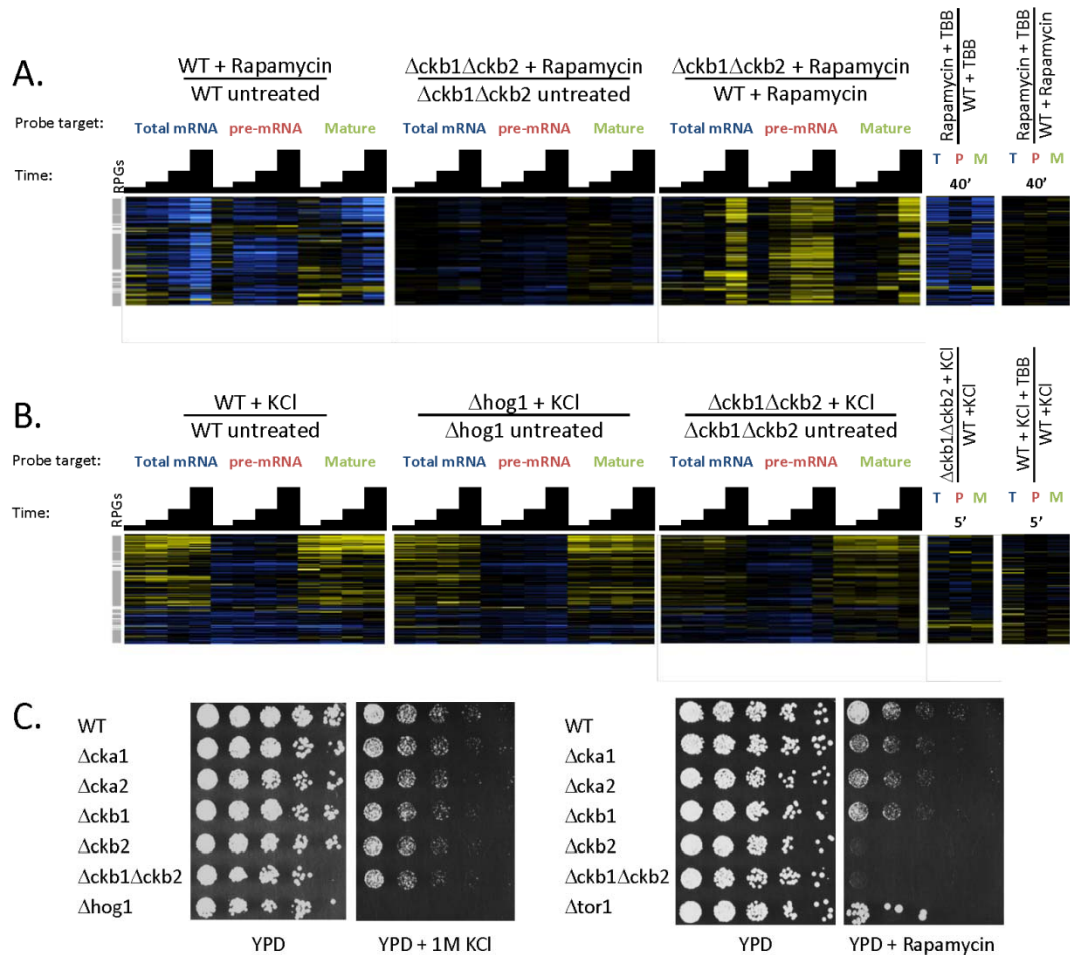 A.
WT + Rapamycin
WT untreated
Δckb1Δckb2 + Rapamycin
Δckb1Δckb2 untreated
Δckb1Δckb2 + Rapamycin
WT + Rapamycin
Rapamycin + TBB
WT + TBB
Rapamycin + TBB
WT + Rapamycin
Probe target: Total mRNA pre-mRNA Mature Total mRNA pre-mRNA Mature Total mRNA pre-mRNA Mature T P M T P M
Time: 40’ 40’
RPGs
B.
WT + KCl
WT untreated
Δhog1 + KCl
Δhog1 untreated
Δckb1Δckb2 + KCl
Δckb1Δckb2 untreated
Δckb1Δckb2 + KCl
WT +KCl
WT + KCl + TBB
WT +KCl
Probe target: Total mRNA pre-mRNA Mature Total mRNA pre-mRNA Mature Total mRNA pre-mRNA Mature T P M T P M
Time: 5’ 5’
RPGs
C.
WT
Δcka1
Δcka2
Δckb1
Δckb2
Δckb1Δckb2
Δhog1
YPD YPD + 1M KCl
WT
Δcka1
Δcka2
Δckb1
Δckb2
Δckb1Δckb2
Δtor1
YPD YPD + Rapamycin